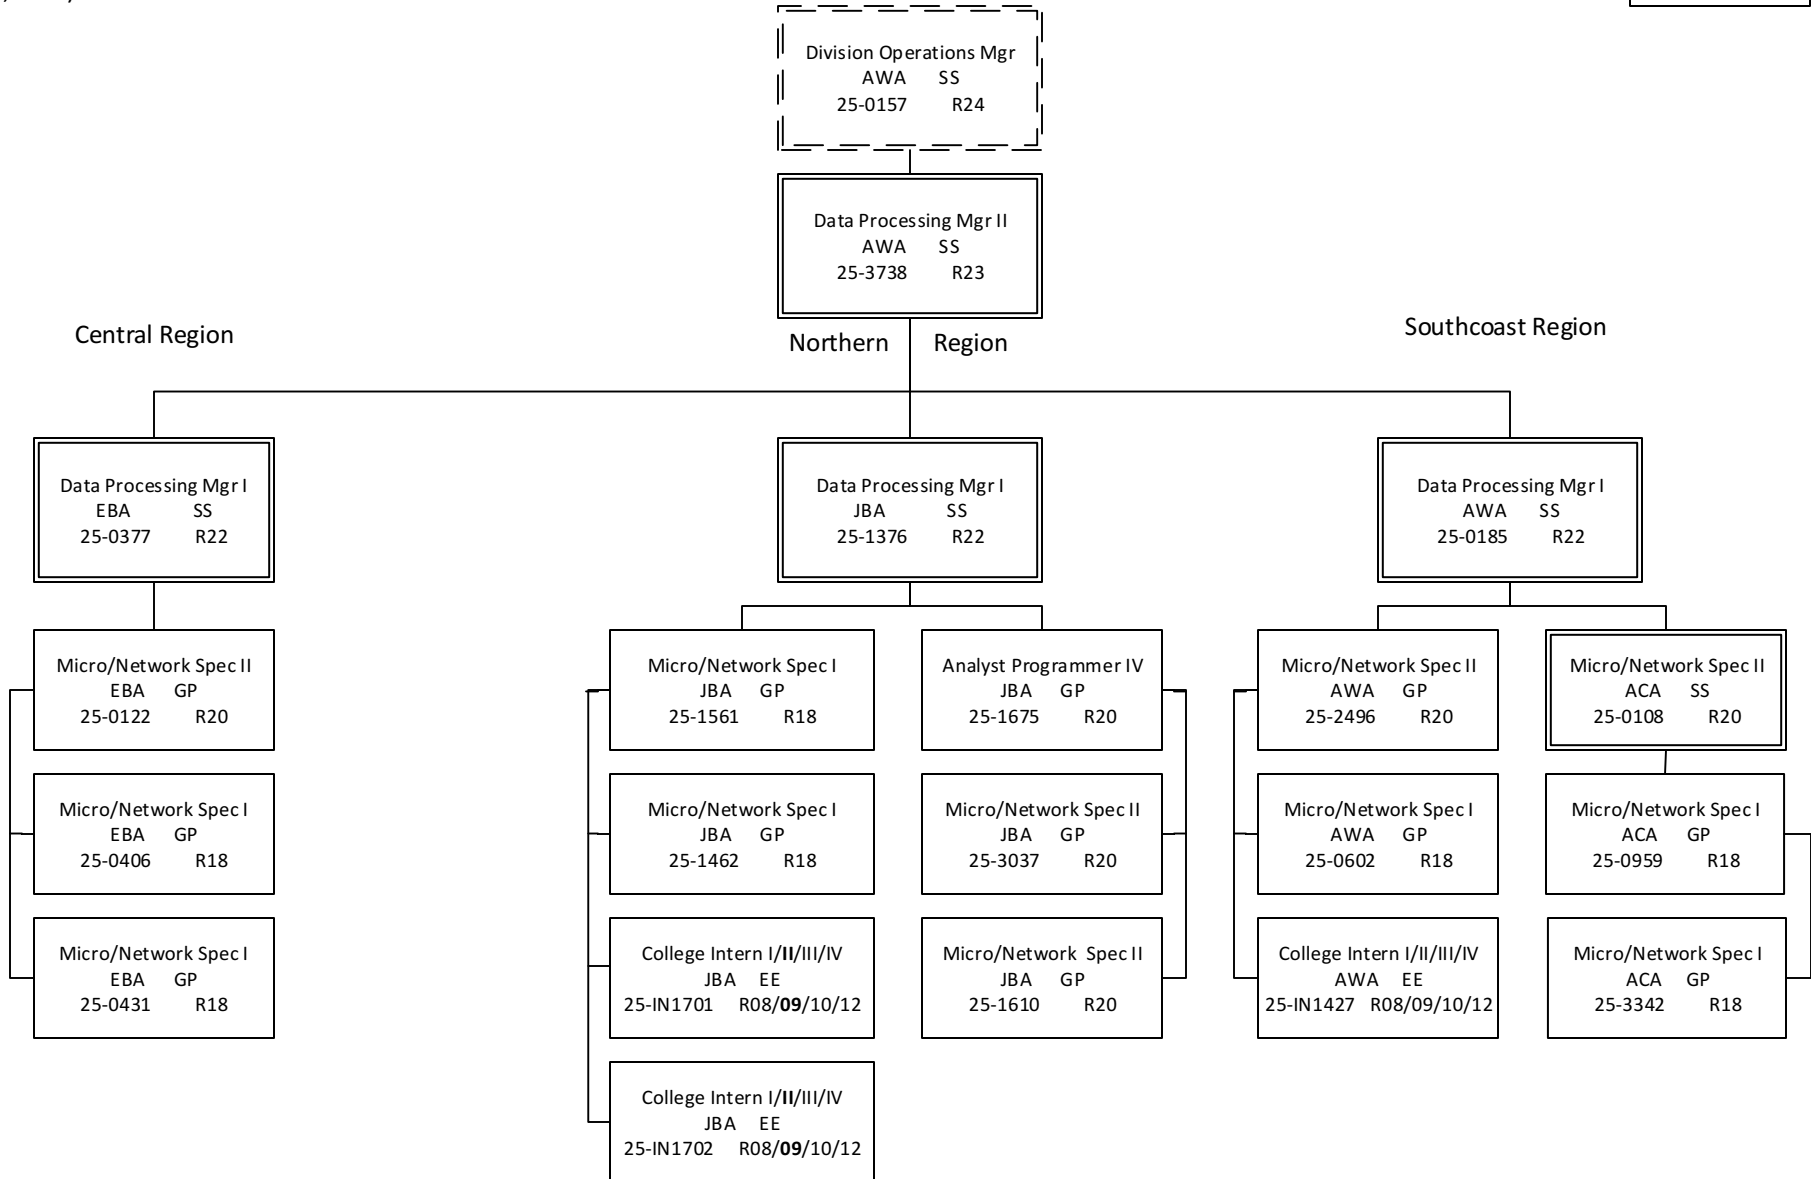 Division Operations Mgr
AWA SS
25-0157 R24
Data Processing Mgr II
AWA SS
25-3738 R23
Central Region
Northern Region
Southcoast Region
Data Processing Mgr I
EBA SS
25-0377 R22
Data Processing Mgr I
JBA SS
25-1376 R22
Data Processing Mgr I
AWA SS
25-0185 R22
Micro/Network Spec II
EBA GP
25-0122 R20
Micro/Network Spec I
EBA GP
25-0406 R18
Micro/Network Spec I
EBA GP
25-0431 R18
Micro/Network Spec I
JBA GP
25-1561 R18
Micro/Network Spec I
JBA GP
25-1462 R18
College Intern I/II/III/IV
JBA EE
25-IN1701 R08/09/10/12
College Intern I/II/III/IV
JBA EE
25-IN1702 R08/09/10/12
Analyst Programmer IV
JBA GP
25-1675 R20
Micro/Network Spec II
JBA GP
25-3037 R20
Micro/Network Spec II
JBA GP
25-1610 R20
Micro/Network Spec II
AWA GP
25-2496 R20
Micro/Network Spec I
AWA GP
25-0602 R18
College Intern I/II/III/IV
AWA EE
25-IN1427 R08/09/10/12
Micro/Network Spec II
ACA SS
25-0108 R20
Micro/Network Spec I
ACA GP
25-0959 R18
Micro/Network Spec I
ACA GP
25-3342 R18